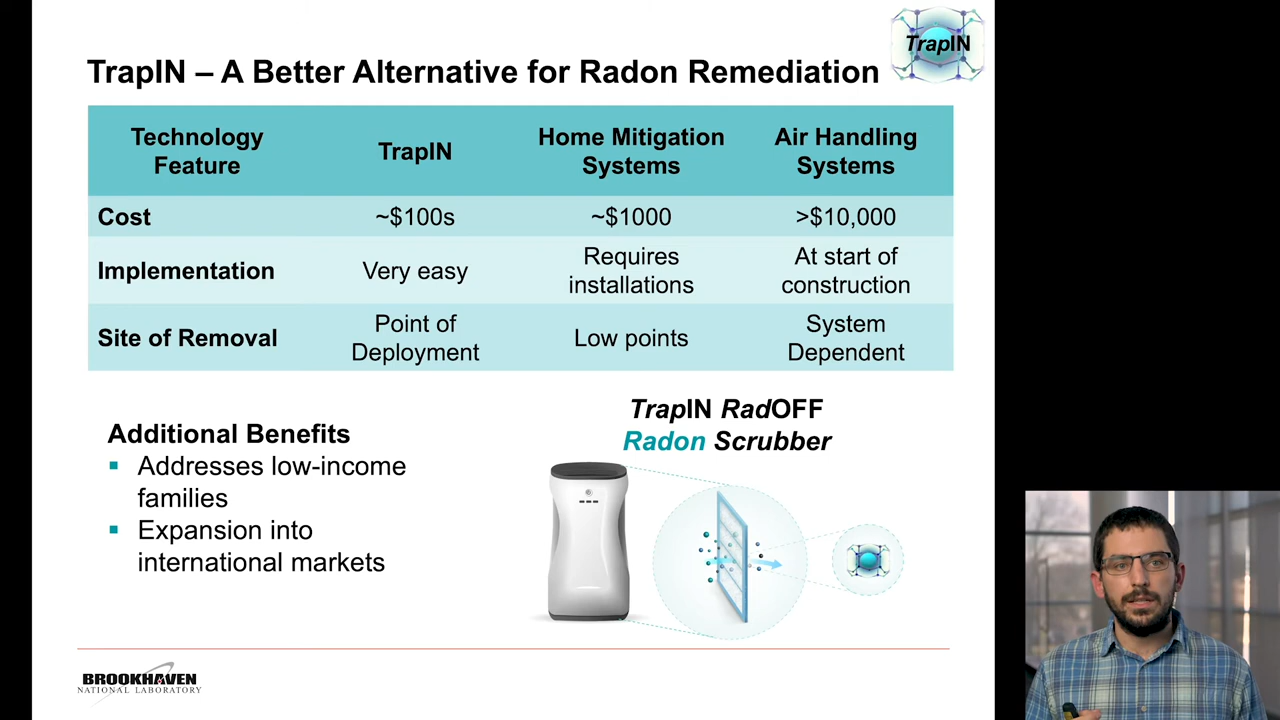 TrapIN
TrapIN – A Better Alternative for Radon Remediation
Technology
Feature
TrapIN
Home Mitigation
Systems
Air Handling
Systems
Cost
~$100s
~$1000
>$10,000
Implementation
Very easy
Requires
installations
At start of
construction
Site of Removal
Point of
Deployment
Low points
System
Dependent
Additional Benefits
▪ Addresses low-income
families
▪ Expansion into
international markets
TrapIN RadOFF
Radon Scrubber
BROOKHAVEN
NATIONAL LABORATORY